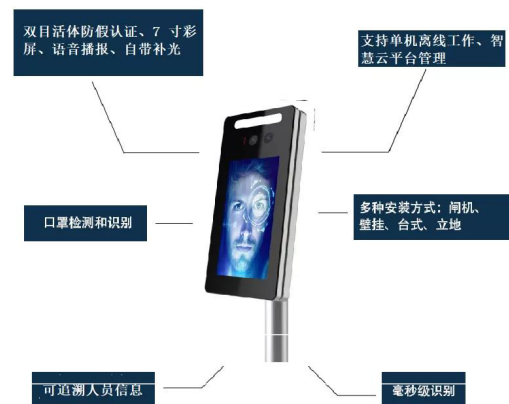 双目活体防假认证、7 寸彩
屏、语音播报、自带补光
支持单机离线工作、智
慧云平台管理
口罩检测和识别
多种安装方式：闸机、
壁挂、台式、立地
可追溯人员信息
毫秒级识别